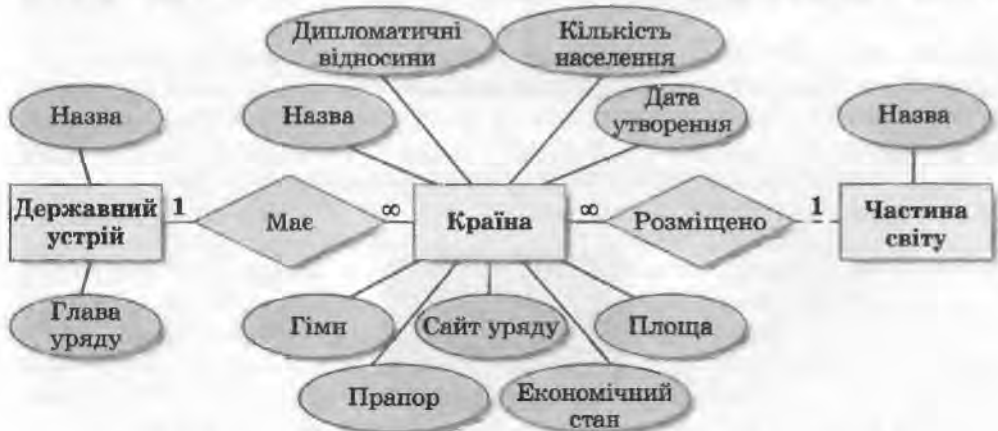 Дипломатичні
відносини
Кількість
населення
Назва
Назва
Дата
утворення
Назва
Державний
устрій
1
Має
∞
Країна
∞
Розміщено
1
Частина
світу
Глава
уряду
Гімн
Сайт уряду
Площа
Прапор
Економічний
стан